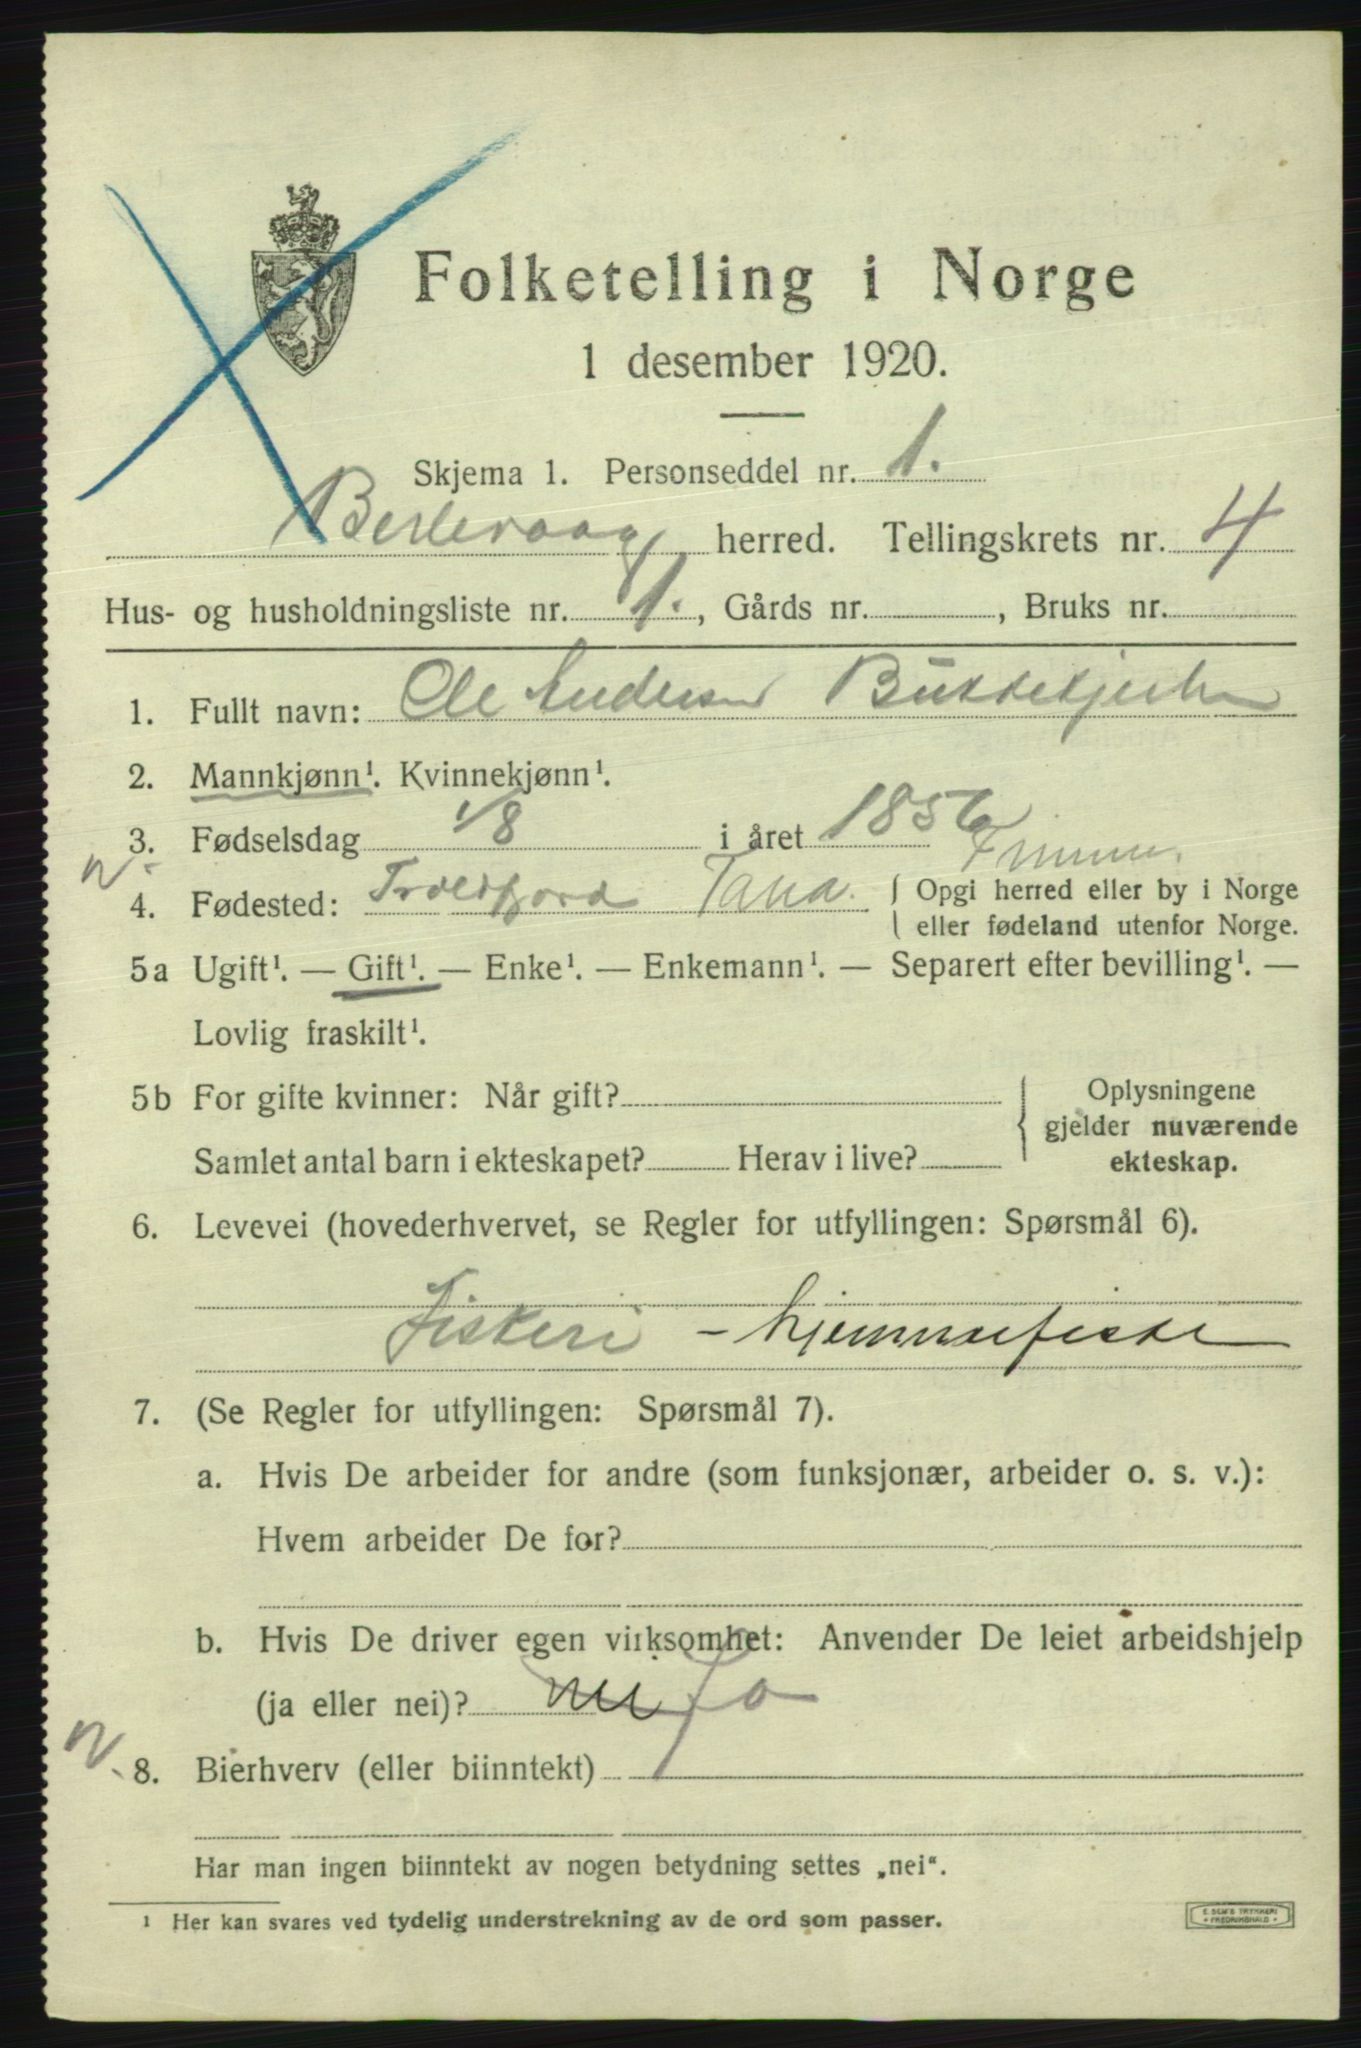 Folketelling i Norge
1 desember 1920.
Skjema 1. Personseddel nr. 1.
Berlevaag herred. Tellingskrets nr. 4
Hus- og husholdningsliste nr. 1., Gårds nr. , Bruks nr.
1. Fullt navn: Ole Andersen
2. Mannkjønn¹. Kvinnekjønn¹.
3. Fødselsdag 1/8 i året 1856
N.
4. Fødested: Troldfjord Tana. Opgi herred eller by i Norge
eller fødeland utenfor Norge.
5a Ugift¹. — Gift¹. — Enke¹. — Enkemann¹. — Separert efter bevilling¹. —
Lovlig fraskilt¹.
5b For gifte kvinner: Når gift? Oplysningene
gjelder nuværende
Samlet antal barn i ekteskapet? Herav i live? ekteskap.
6. Levevei (hovederhvervet, se Regler for utfyllingen: Spørsmål 6).
Fiskeri – hjemmefiske
7. (Se Regler for utfyllingen: Spørsmål 7).
a. Hvis De arbeider for andre (som funksjonær, arbeider o. s. v.):
Hvem arbeider De for?
b. Hvis De driver egen virksomhet: Anvender De leiet arbeidshjelp
(ja eller nei)? nei Ja
N.
8. Bierhverv (eller biinntekt)
Har man ingen biinntekt av nogen betydning settes „nei“.
¹ Her kan svares ved tydelig understrekning av de ord som passer.
E. SEM'S TRYKKERI
FREDRIKSHALD